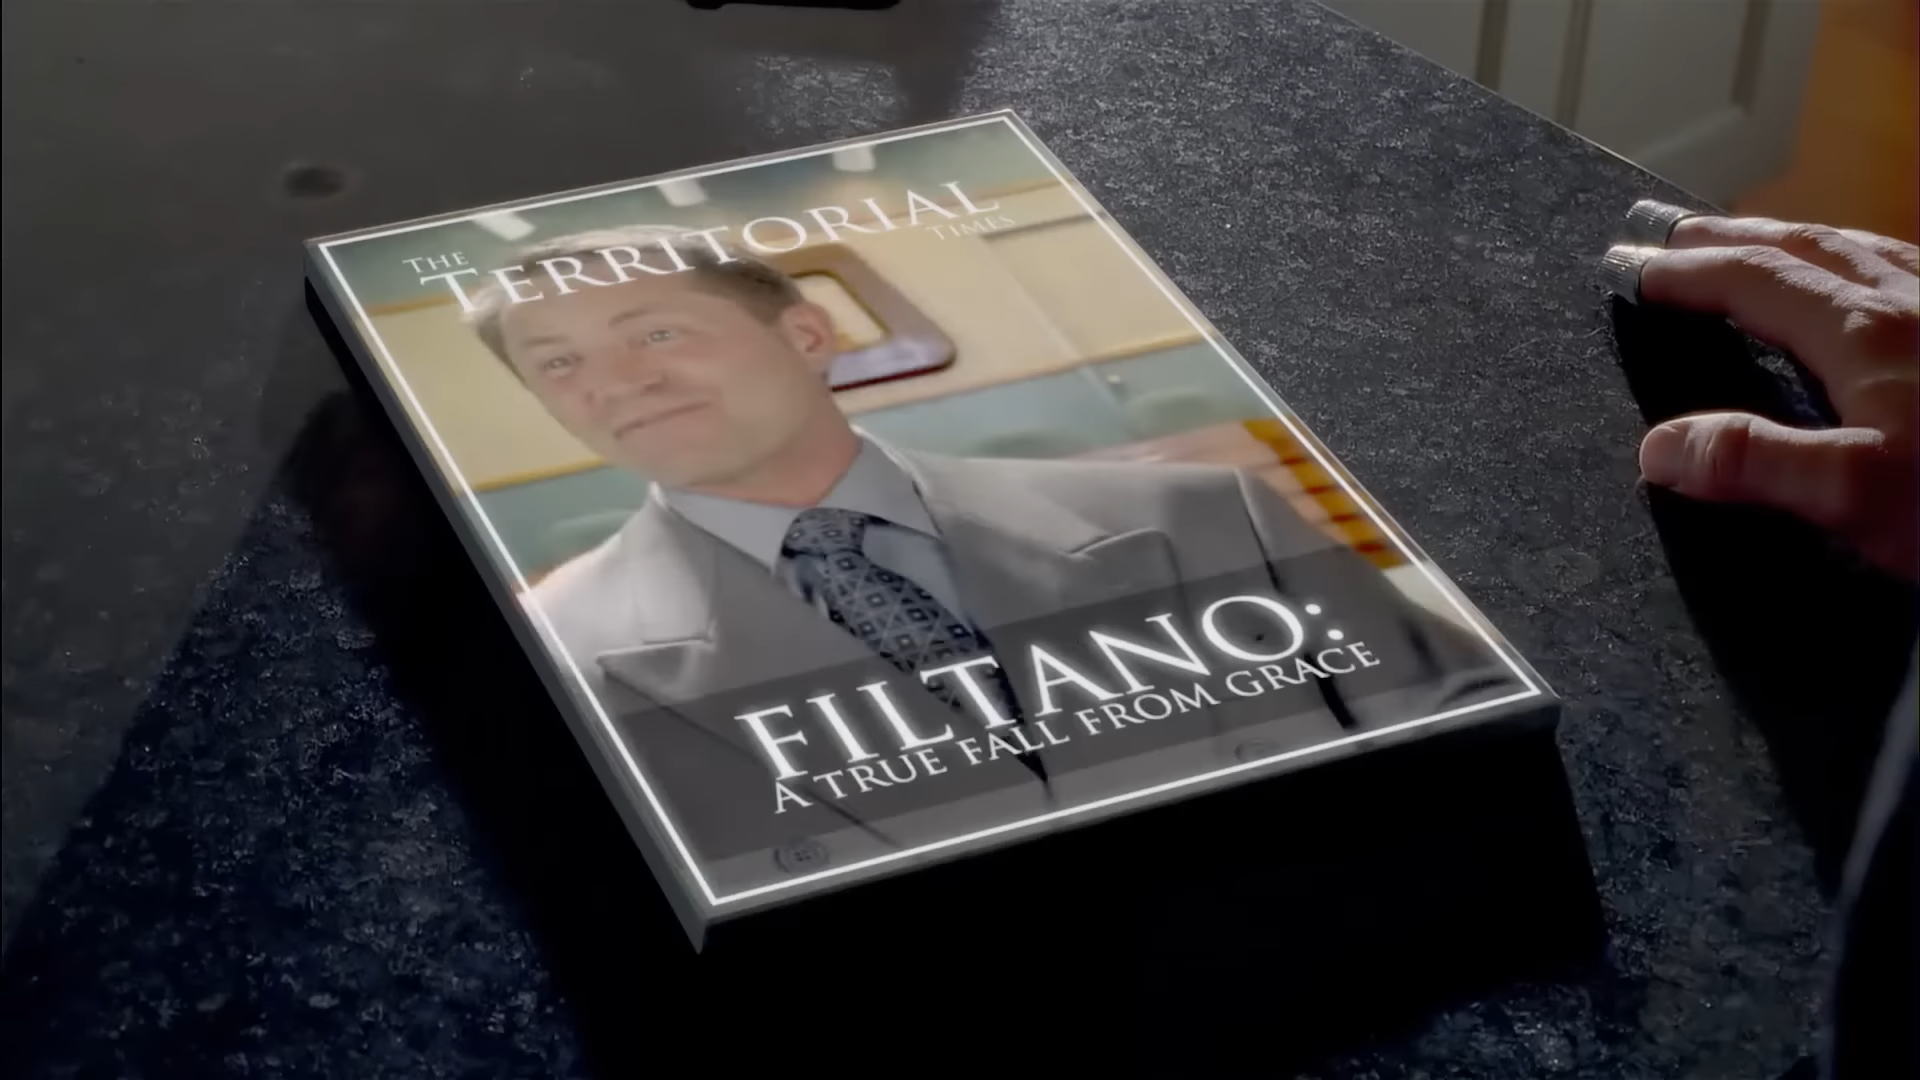 THE
TERRITORIAL
TIMES
FILTANO:
A TRUE FALL FROM GRACE